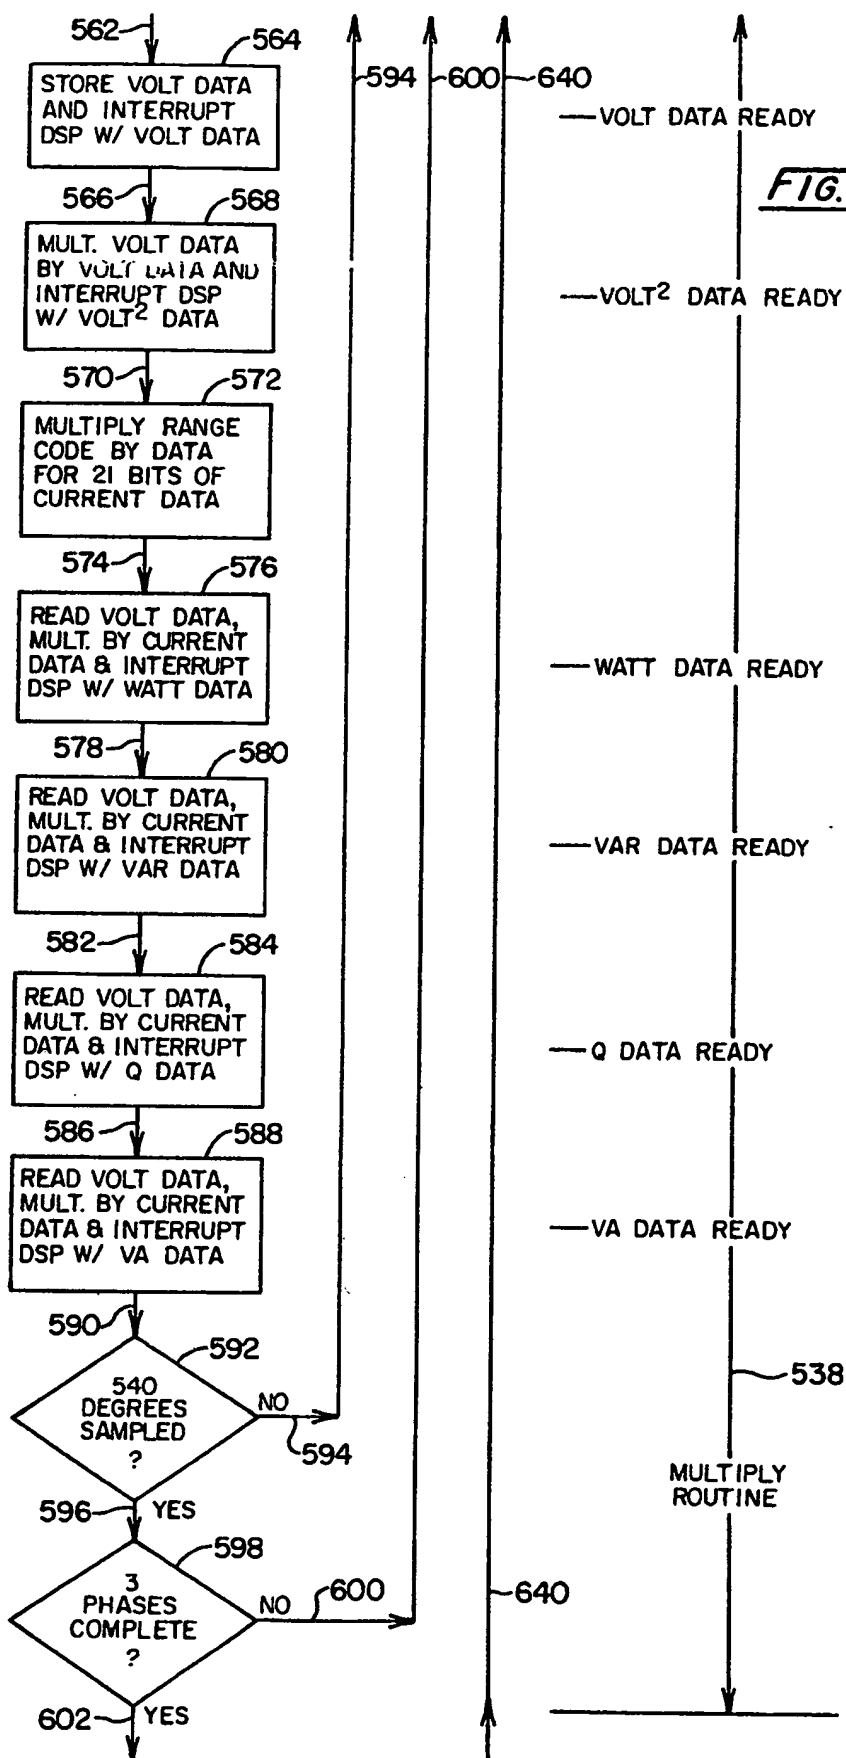 562
564
STORE VOLT DATA
AND INTERRUPT
DSP W/ VOLT DATA
594
600
640
VOLT DATA READY
FIG.
566
568
MULT. VOLT DATA
BY VOLT DATA AND
INTERRUPT DSP
W/ VOLT² DATA
VOLT² DATA READY
570
572
MULTIPLY RANGE
CODE BY DATA
FOR 21 BITS OF
CURRENT DATA
574
576
READ VOLT DATA,
MULT. BY CURRENT
DATA & INTERRUPT
DSP W/ WATT DATA
WATT DATA READY
578
580
READ VOLT DATA,
MULT. BY CURRENT
DATA & INTERRUPT
DSP W/ VAR DATA
VAR DATA READY
582
584
READ VOLT DATA,
MULT. BY CURRENT
DATA & INTERRUPT
DSP W/ Q DATA
Q DATA READY
586
588
READ VOLT DATA,
MULT. BY CURRENT
DATA & INTERRUPT
DSP W/ VA DATA
VA DATA READY
590
592
540
DEGREES
SAMPLED
?
NO
594
538
MULTIPLY
ROUTINE
596
YES
598
3
PHASES
COMPLETE
?
NO
600
640
602
YES